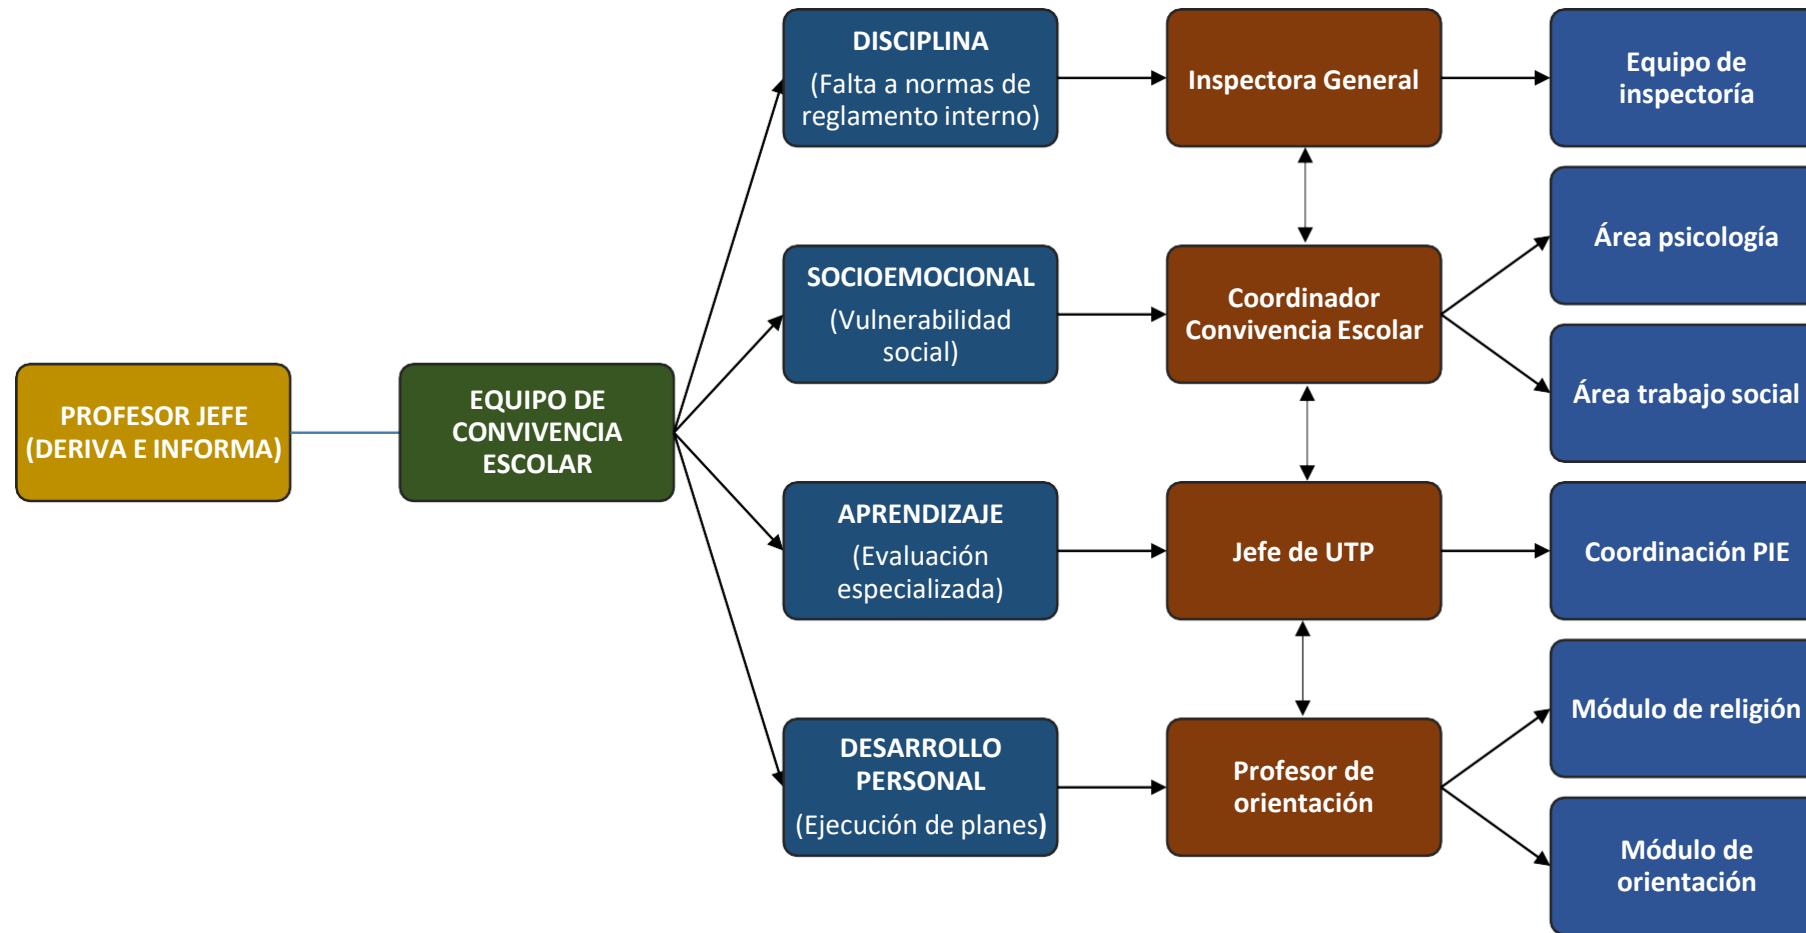 PROFESOR JEFE
(DERIVA E INFORMA)
EQUIPO DE
CONVIVENCIA
ESCOLAR
DISCIPLINA
(Falta a normas de
reglamento interno)
Inspectora General
Equipo de
inspectoría
SOCIOEMOCIONAL
(Vulnerabilidad
social)
Coordinador
Convivencia Escolar
Área psicología
Área trabajo social
APRENDIZAJE
(Evaluación
especializada)
Jefe de UTP
Coordinación PIE
DESARROLLO
PERSONAL
(Ejecución de planes)
Profesor de
orientación
Módulo de religión
Módulo de
orientación